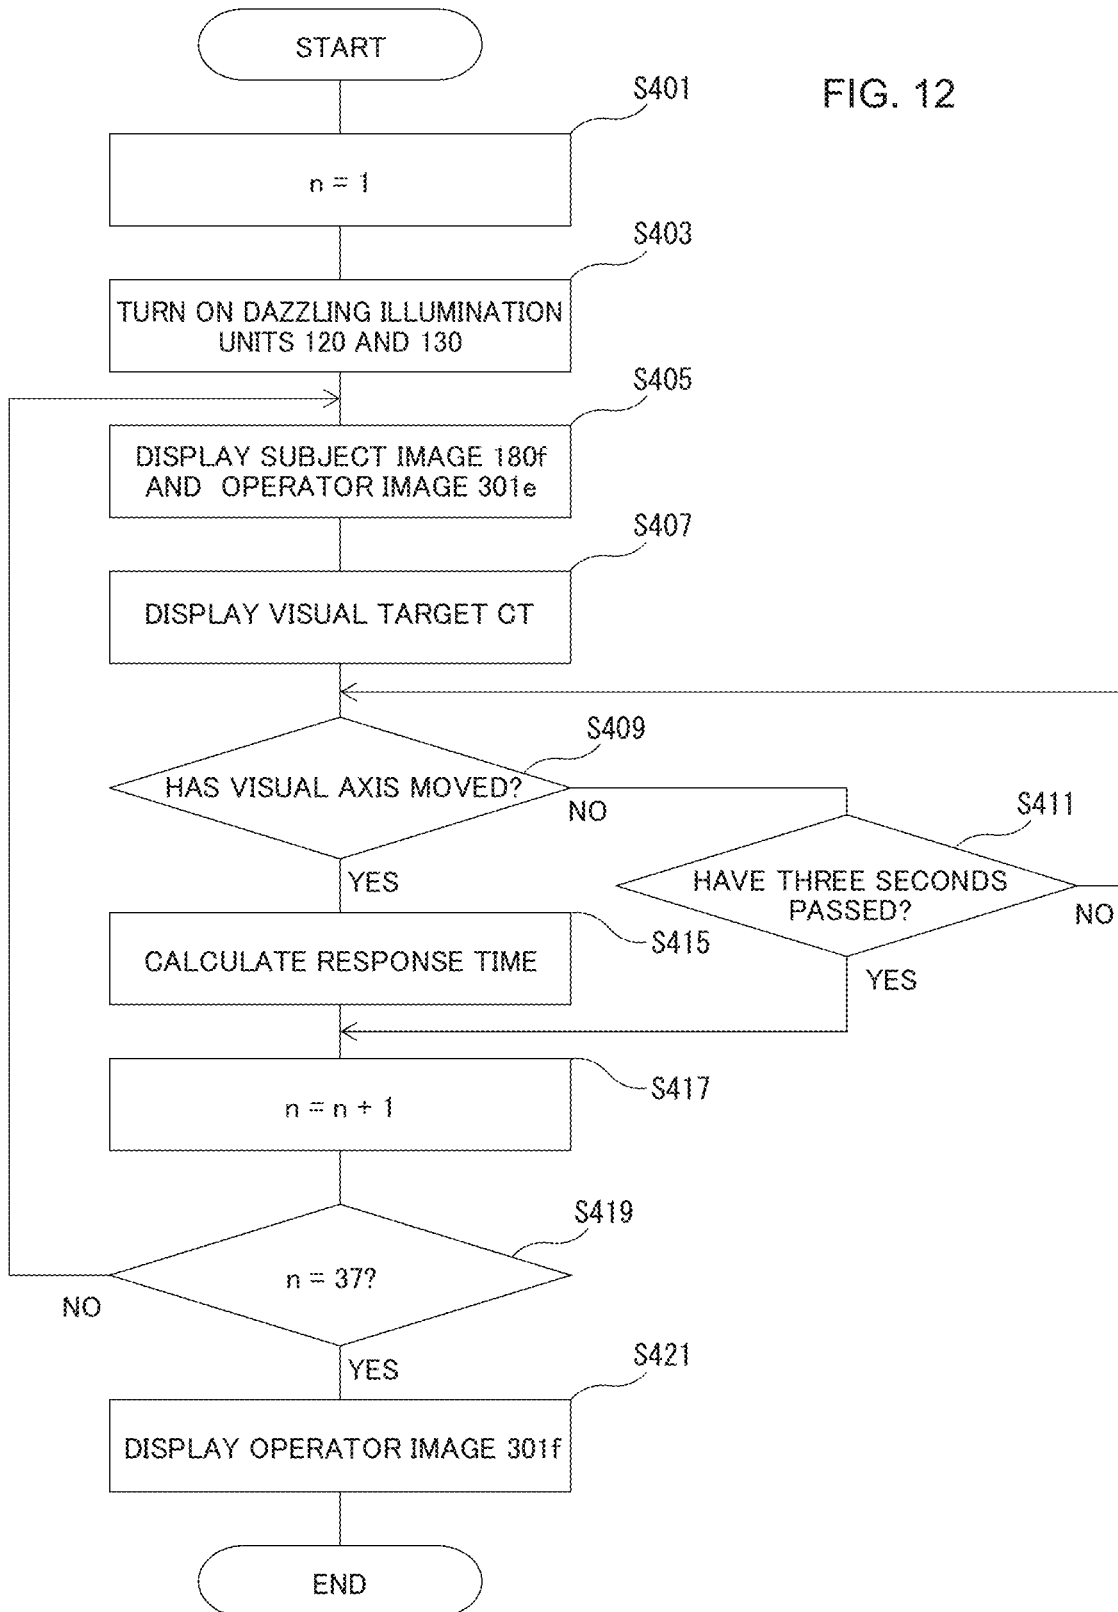 START
FIG. 12
S401
n = 1
S403
TURN ON DAZZLING ILLUMINATION
UNITS 120 AND 130
S405
DISPLAY SUBJECT IMAGE 180f
AND OPERATOR IMAGE 301e
S407
DISPLAY VISUAL TARGET CT
S409
HAS VISUAL AXIS MOVED?
NO
S411
HAVE THREE SECONDS
PASSED?
NO
YES
YES
S415
CALCULATE RESPONSE TIME
S417
n = n + 1
S419
n = 37?
NO
YES
S421
DISPLAY OPERATOR IMAGE 301f
END